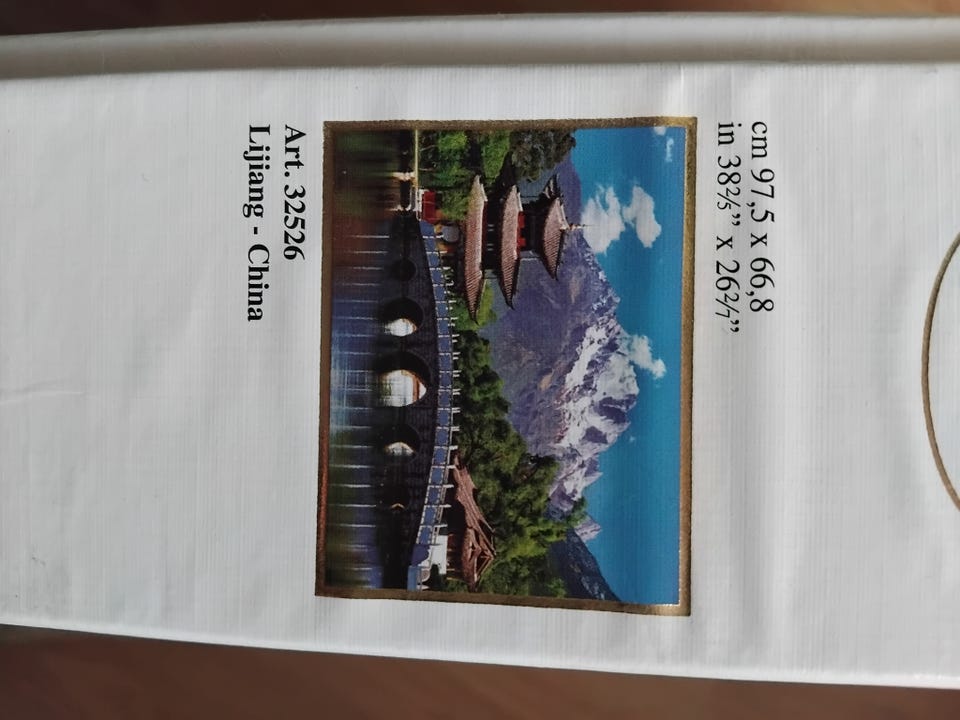 cm 97,5 x 66,8
in 38²/₅” x 26²/₇”
Art. 32526
Lijiang - China